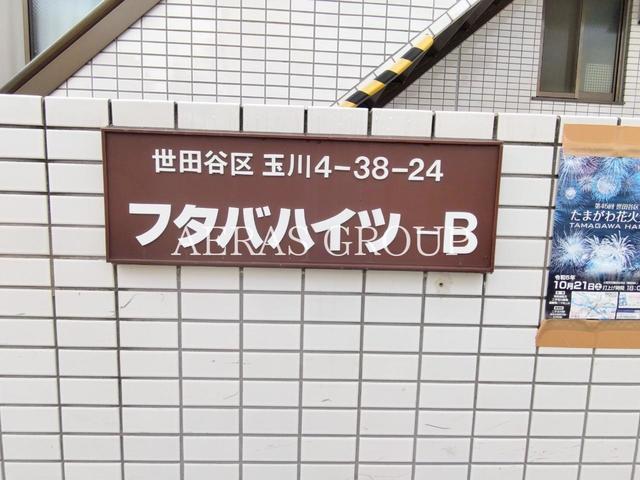 世田谷区 玉川4-38-24
フタバハイツ-B
AERAS GROUP
第45回 世田谷区
たまがわ花火
TAMAGAWA HAN
令和5年
10月21日